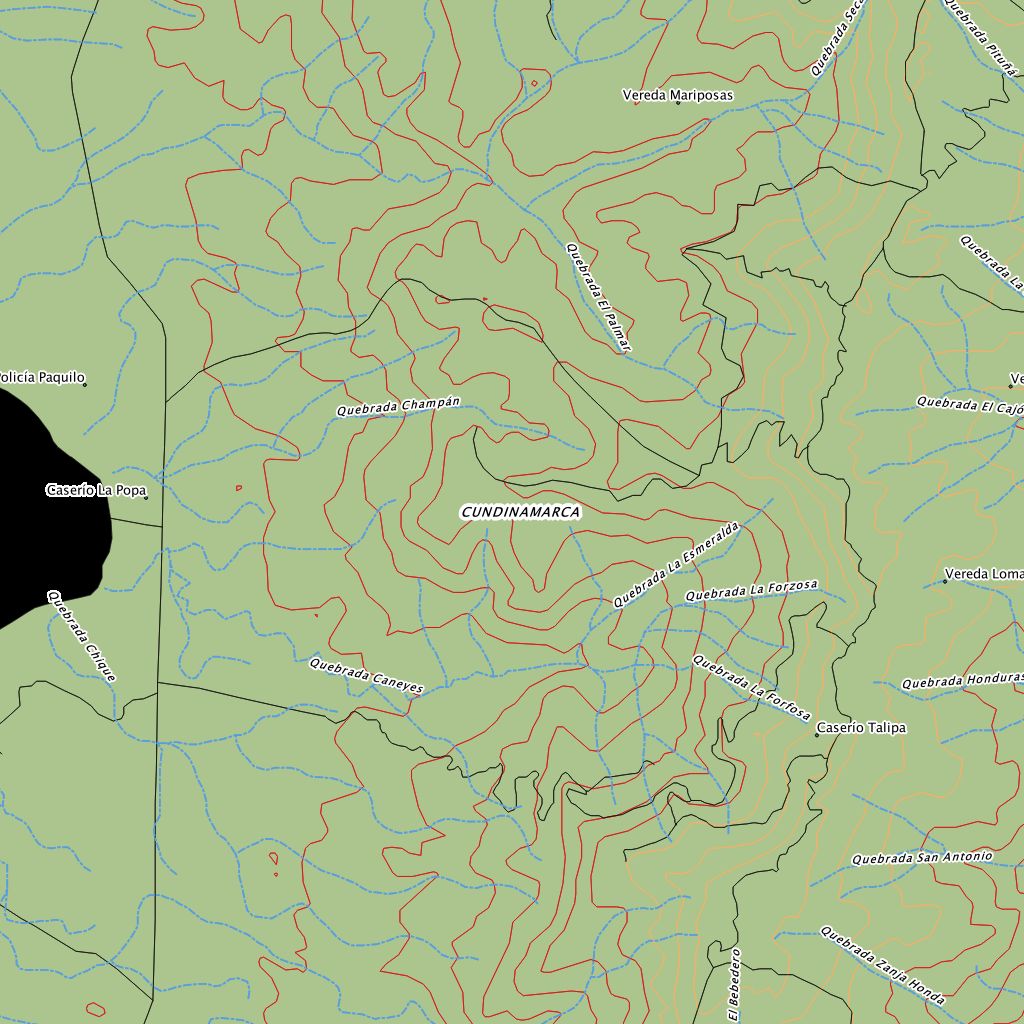 Quebrada Seca
Quebrada Pituñá
Vereda Mariposas
Quebrada La
Quebrada El Palmar
Policía Paquilo
Quebrada Champán
Quebrada El Cajó
Caserío La Popa
CUNDINAMARCA
Quebrada La Esmeralda
Vereda Loma
Quebrada La Forzosa
Quebrada Chique
Quebrada Caneyes
Quebrada La Forfosa
Quebrada Honduras
Caserío Talipa
Quebrada San Antonio
Quebrada Zanja Honda
El Bebedero